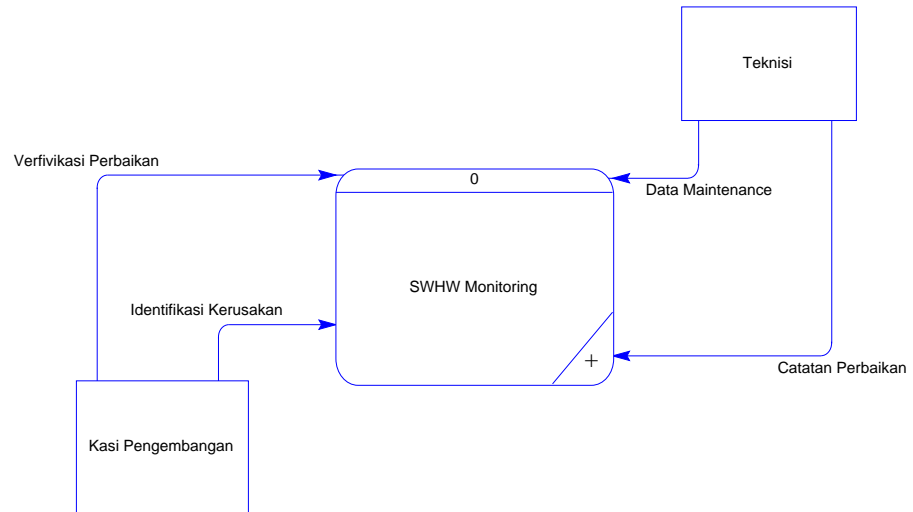 Teknisi
Verfivikasi Perbaikan
0
Data Maintenance
SWHW Monitoring
Identifikasi Kerusakan
+
Catatan Perbaikan
Kasi Pengembangan